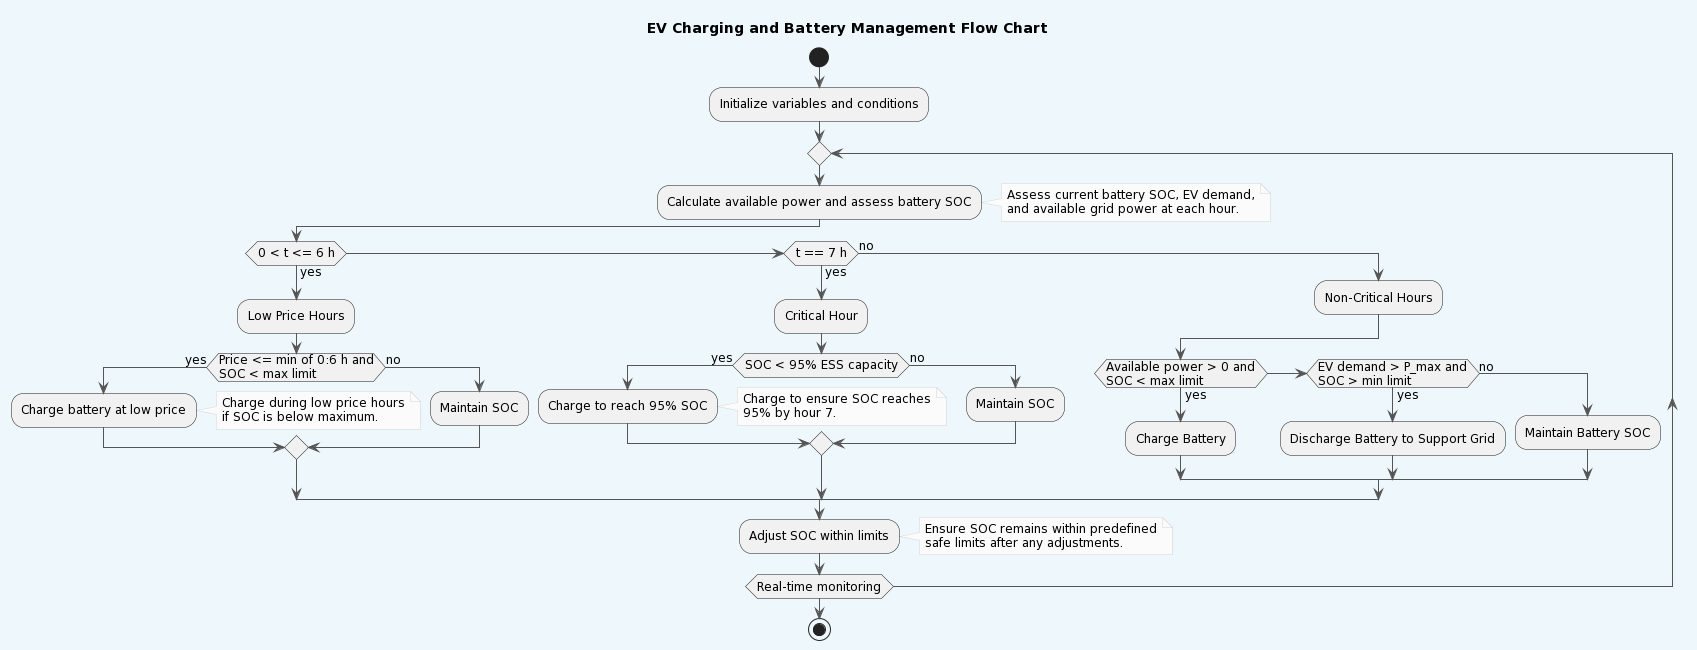 EV Charging and Battery Management Flow Chart
Initialize variables and conditions
Calculate available power and assess battery SOC
Assess current battery SOC, EV demand,
and available grid power at each hour.
0 < t <= 6 h
yes
t == 7 h
no
yes
Low Price Hours
Critical Hour
Non-Critical Hours
yes
Price <= min of 0:6 h and
SOC < max limit
no
yes
SOC < 95% ESS capacity
no
Available power > 0 and
SOC < max limit
yes
EV demand > P_max and
SOC > min limit
no
yes
Charge battery at low price
Charge during low price hours
if SOC is below maximum.
Maintain SOC
Charge to reach 95% SOC
Charge to ensure SOC reaches
95% by hour 7.
Maintain SOC
Charge Battery
Discharge Battery to Support Grid
Maintain Battery SOC
Adjust SOC within limits
Ensure SOC remains within predefined
safe limits after any adjustments.
Real-time monitoring